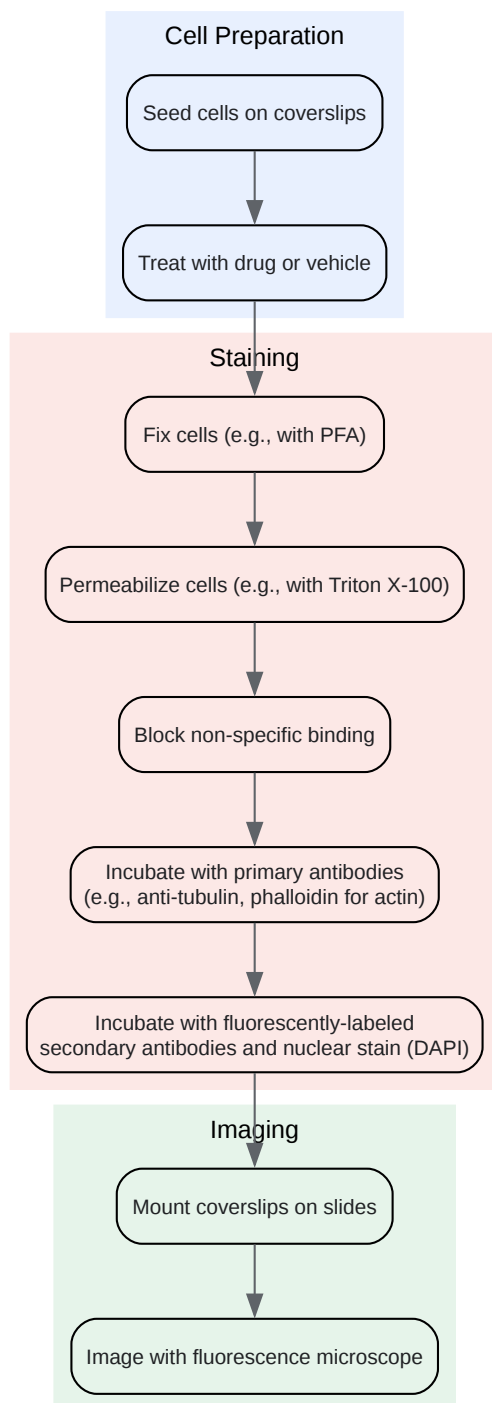 Cell Preparation
Seed cells on coverslips
Treat with drug or vehicle
Staining
Fix cells (e.g., with PFA)
Permeabilize cells (e.g., with Triton X-100)
Block non-specific binding
Incubate with primary antibodies
(e.g., anti-tubulin, phalloidin for actin)
Incubate with fluorescently-labeled
secondary antibodies and nuclear stain (DAPI)
Imaging
Mount coverslips on slides
Image with fluorescence microscope